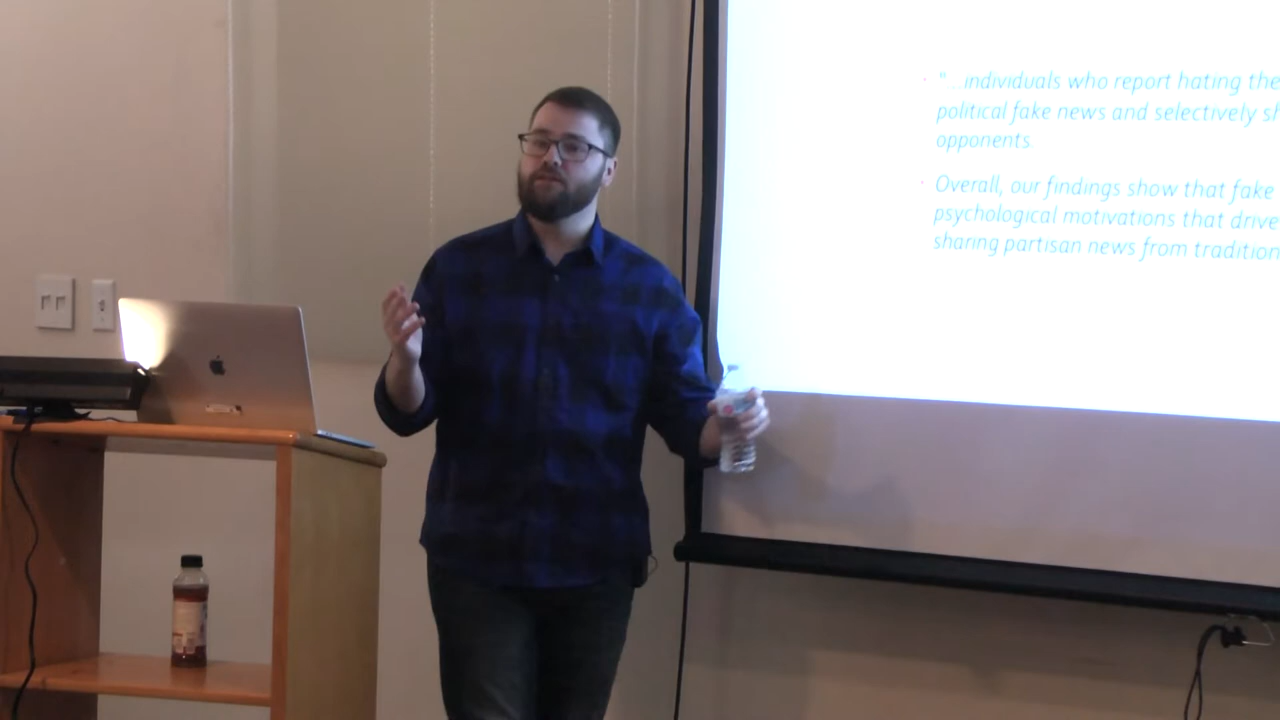 "...individuals who report hating the
political fake news and selectively sh
opponents.
Overall, our findings show that fake
psychological motivations that drive
sharing partisan news from tradition